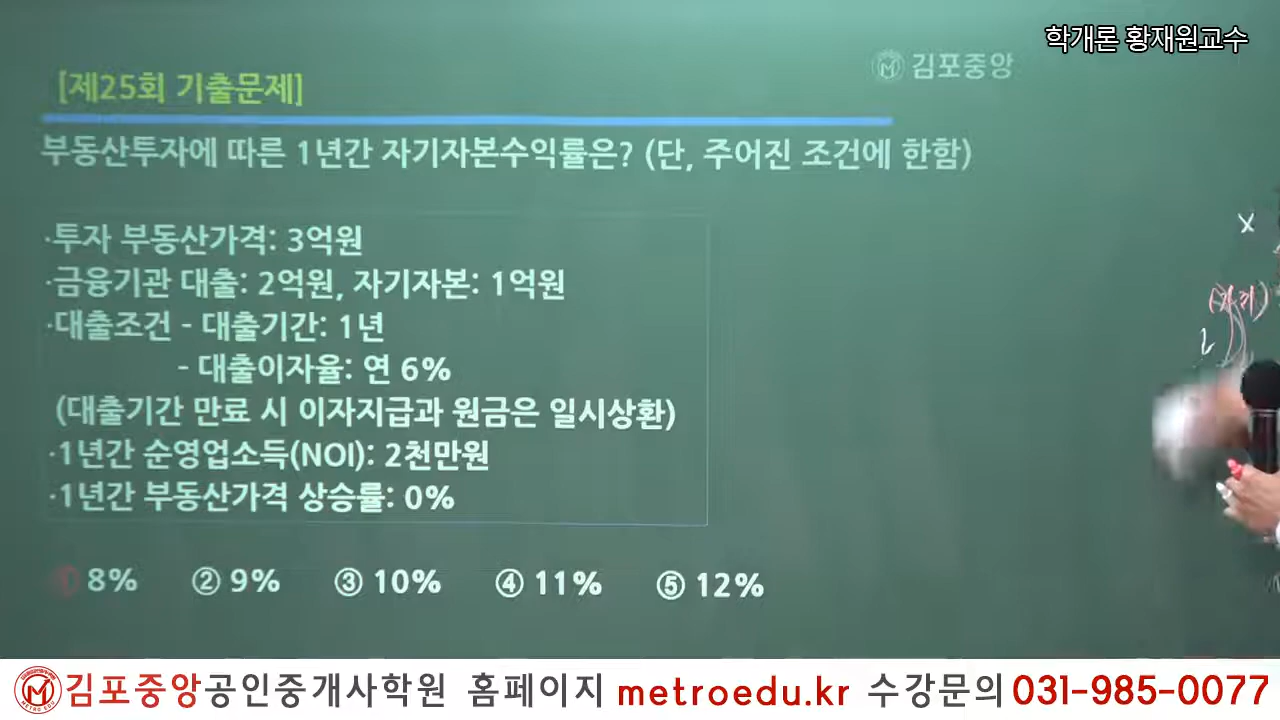 학개론 황재원교수
김포중앙
[제25회 기출문제]
부동산투자에 따른 1년간 자기자본수익률은? (단, 주어진 조건에 한함)
·투자 부동산가격: 3억원
·금융기관 대출: 2억원, 자기자본: 1억원
·대출조건 - 대출기간: 1년
- 대출이자율: 연 6%
(대출기간 만료 시 이자지급과 원금은 일시상환)
·1년간 순영업소득(NOI): 2천만원
·1년간 부동산가격 상승률: 0%
① 8% ② 9% ③ 10% ④ 11% ⑤ 12%
김포중앙공인중개사학원 홈페이지 metroedu.kr 수강문의 031-985-0077